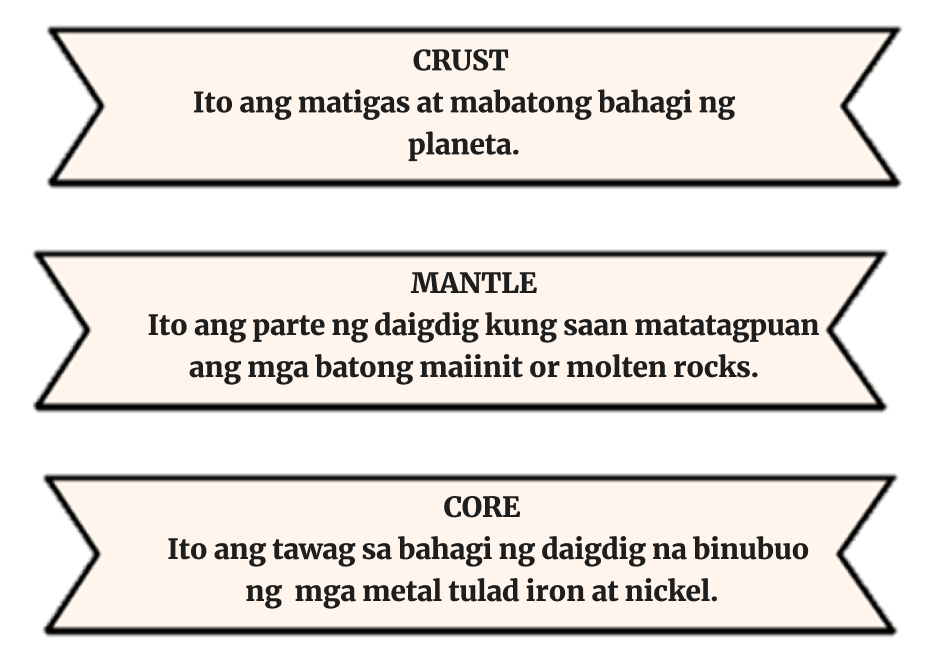 CRUST
Ito ang matigas at mabatong bahagi ng
planeta.
MANTLE
Ito ang parte ng daigdig kung saan matatagpuan
ang mga batong maiinit or molten rocks.
CORE
Ito ang tawag sa bahagi ng daigdig na binubuo
ng  mga metal tulad iron at nickel.